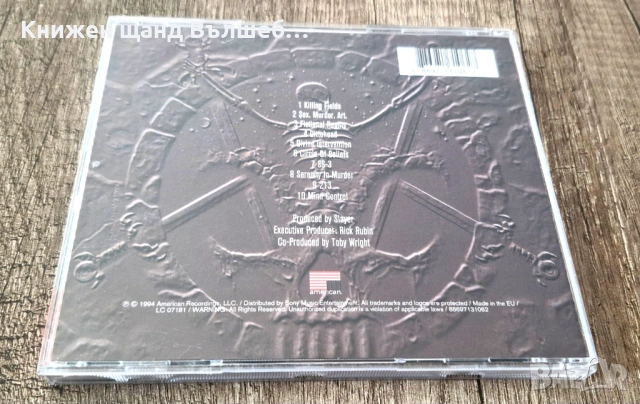 Книжен щанд Вълшеб...
1 Killing Fields
2 Sex. Murder. Art.
3 Fictional Reality
4 Dittohead
5 Divine Intervention
6 Circle Of Beliefs
7 SS-3
8 Serenity In Murder
9 213
10 Mind Control
Produced by Slayer
Executive Producer: Rick Rubin
Co-Produced by Toby Wright
american
℗ © 1994 American Recordings, LLC. / Distributed by Sony Music Entertainment. All trademarks and logos are protected / Made in the EU /
LC 07181 / WARNING: All Rights Reserved. Unauthorized duplication is a violation of applicable laws / 88697131062
BAZAR